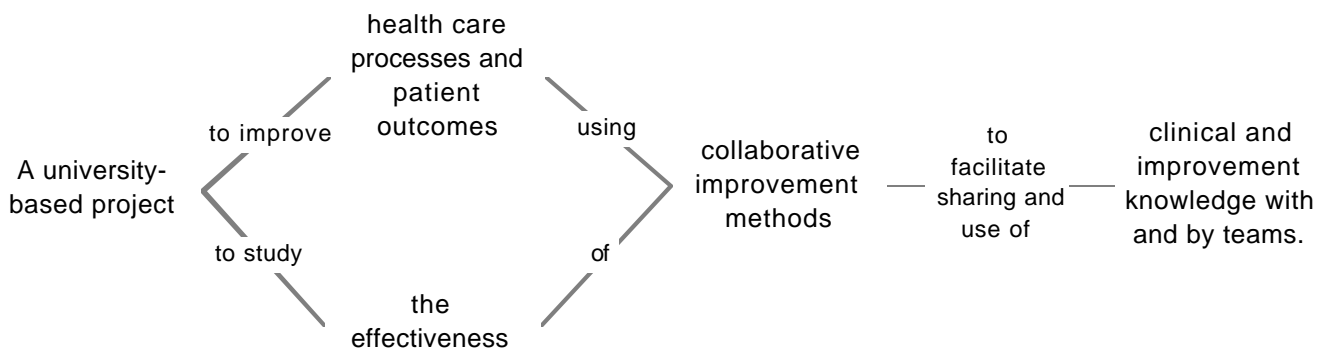 A university-
based project
to improve
health care
processes and
patient
outcomes
using
to study
the
effectiveness
of
collaborative
improvement
methods
to
facilitate
sharing and
use of
clinical and
improvement
knowledge with
and by teams.